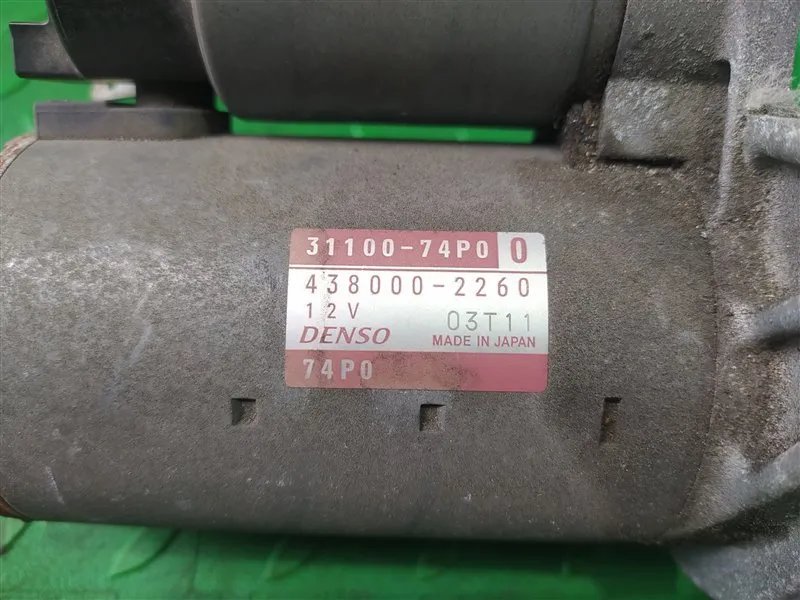 31100-74P0 0
438000-2260
12V 03T11
DENSO MADE IN JAPAN
74P0